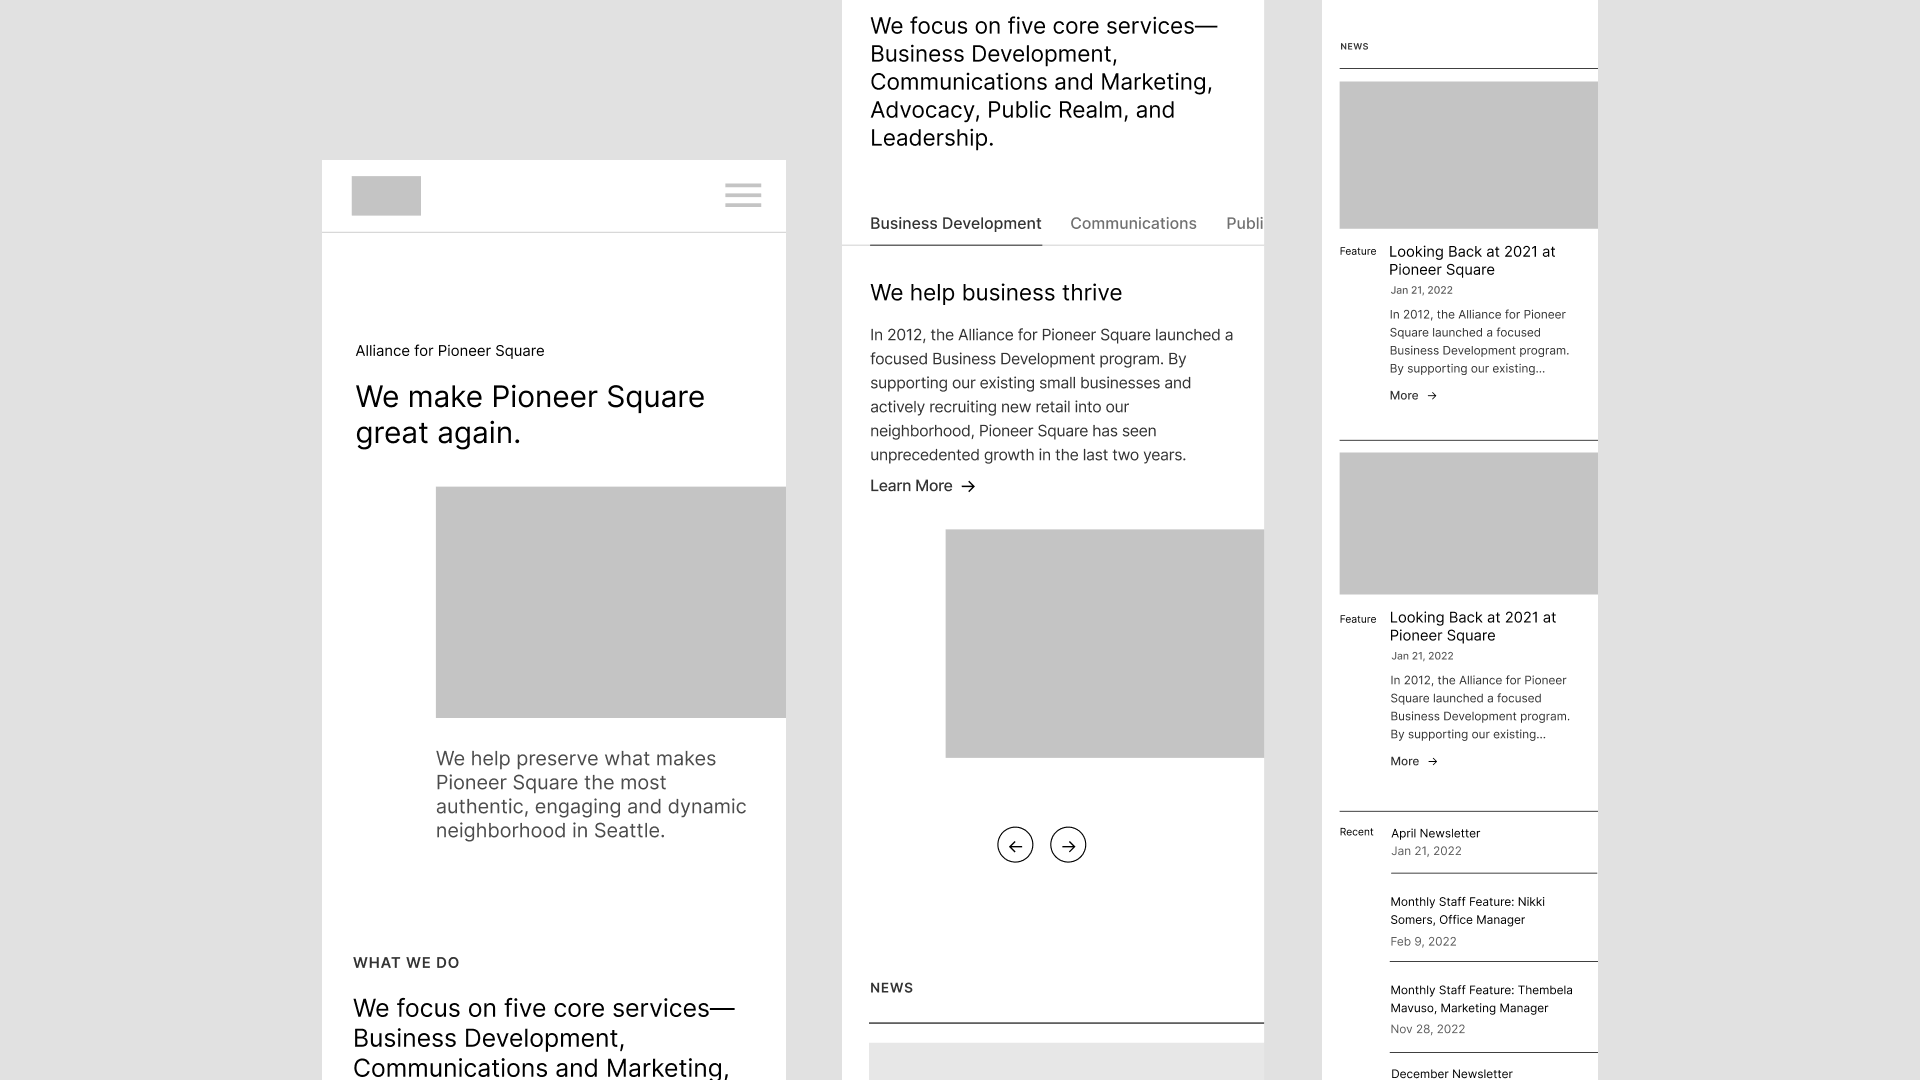 Alliance for Pioneer Square
We make Pioneer Square
great again.
We help preserve what makes
Pioneer Square the most
authentic, engaging and dynamic
neighborhood in Seattle.
WHAT WE DO
We focus on five core services—
Business Development,
Communications and Marketing,
We focus on five core services—
Business Development,
Communications and Marketing,
Advocacy, Public Realm, and
Leadership.
Business Development Communications Publi
We help business thrive
In 2012, the Alliance for Pioneer Square launched a
focused Business Development program. By
supporting our existing small businesses and
actively recruiting new retail into our
neighborhood, Pioneer Square has seen
unprecedented growth in the last two years.
Learn More →
← →
NEWS
NEWS
Feature Looking Back at 2021 at
Pioneer Square
Jan 21, 2022
In 2012, the Alliance for Pioneer
Square launched a focused
Business Development program.
By supporting our existing...
More →
Feature Looking Back at 2021 at
Pioneer Square
Jan 21, 2022
In 2012, the Alliance for Pioneer
Square launched a focused
Business Development program.
By supporting our existing...
More →
Recent April Newsletter
Jan 21, 2022
Monthly Staff Feature: Nikki
Somers, Office Manager
Feb 9, 2022
Monthly Staff Feature: Thembela
Mavuso, Marketing Manager
Nov 28, 2022
December Newsletter